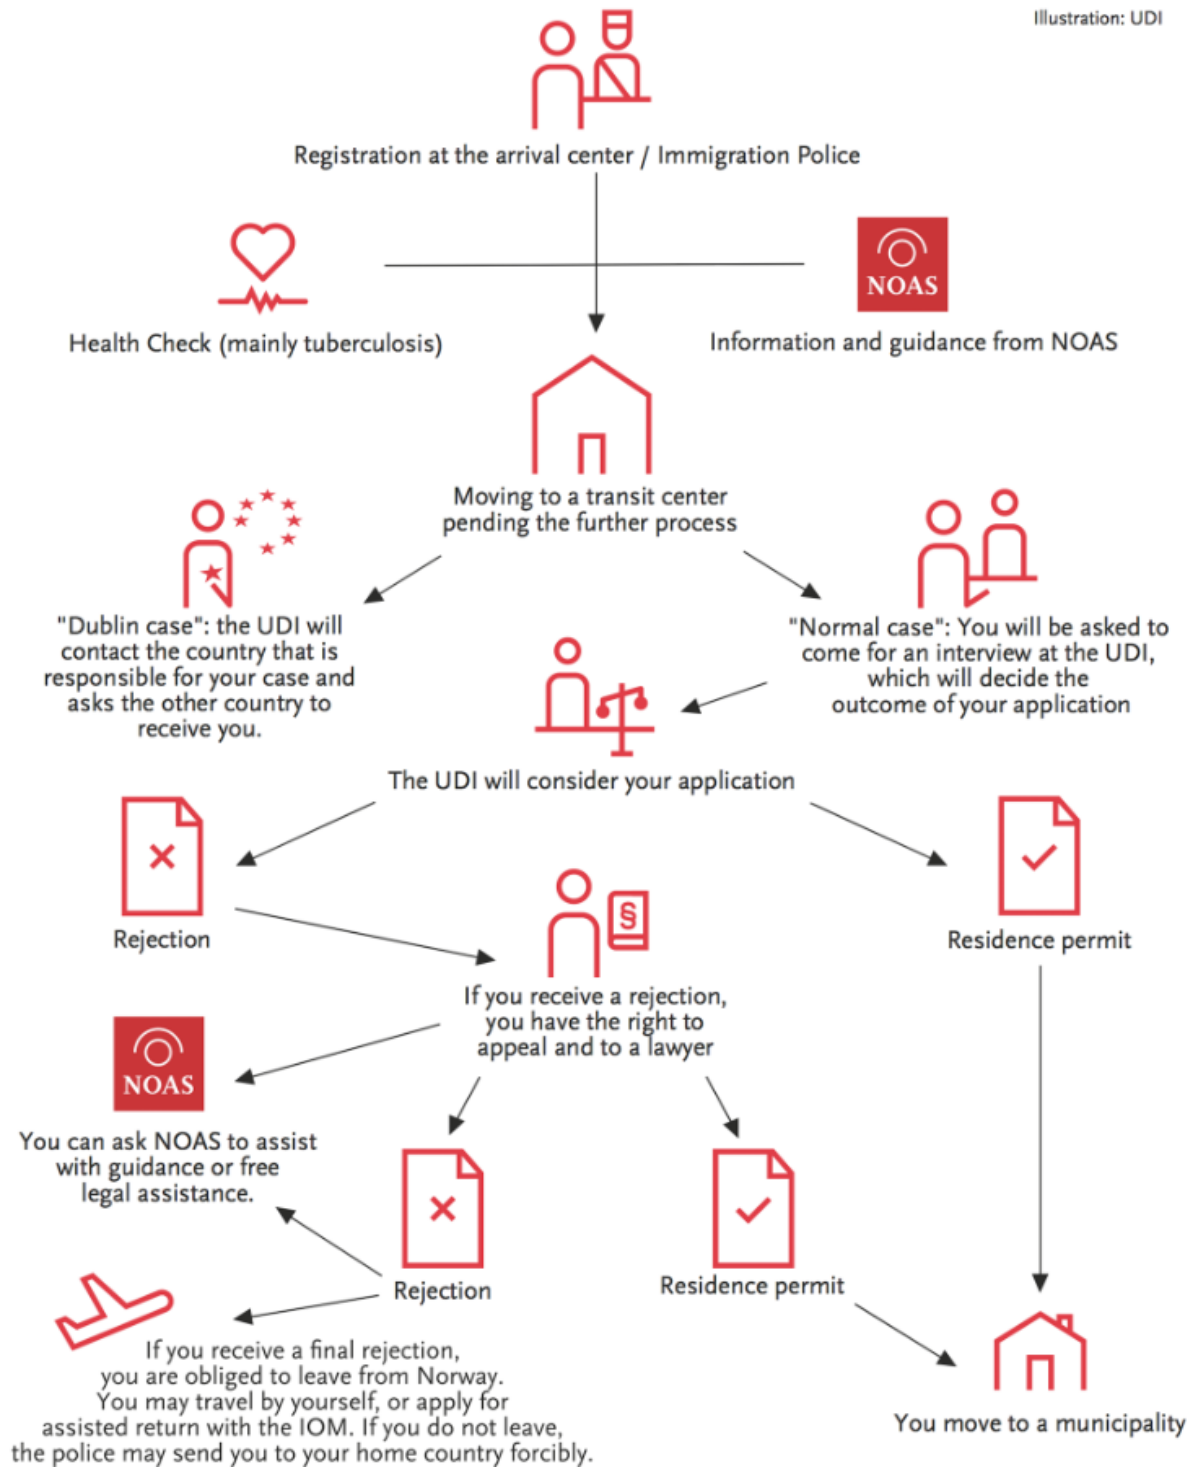 Illustration: UDI
Registration at the arrival center / Immigration Police
NOAS
Health Check (mainly tuberculosis)
Information and guidance from NOAS
Moving to a transit center
pending the further process
"Dublin case": the UDI will
contact the country that is
responsible for your case and
asks the other country to
receive you.
"Normal case": You will be asked to
come for an interview at the UDI,
which will decide the
outcome of your application
The UDI will consider your application
Rejection
Residence permit
§
If you receive a rejection,
you have the right to
appeal and to a lawyer
NOAS
You can ask NOAS to assist
with guidance or free
legal assistance.
Rejection
Residence permit
If you receive a final rejection,
you are obliged to leave from Norway.
You may travel by yourself, or apply for
assisted return with the IOM. If you do not leave,
the police may send you to your home country forcibly.
You move to a municipality